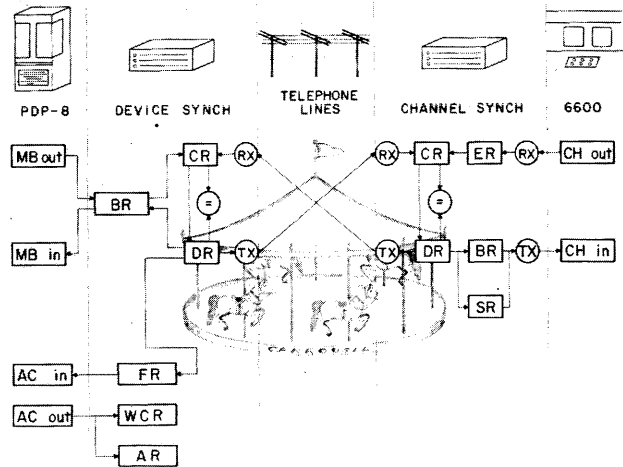 PDP-8 DEVICE SYNCH TELEPHONE LINES CHANNEL SYNCH 6600
MB out CR RX RX CR ER RX CH out
BR = =
MB in DR TX TX DR BR TX CH in
SR
AC in FR
AC out WCR
AR